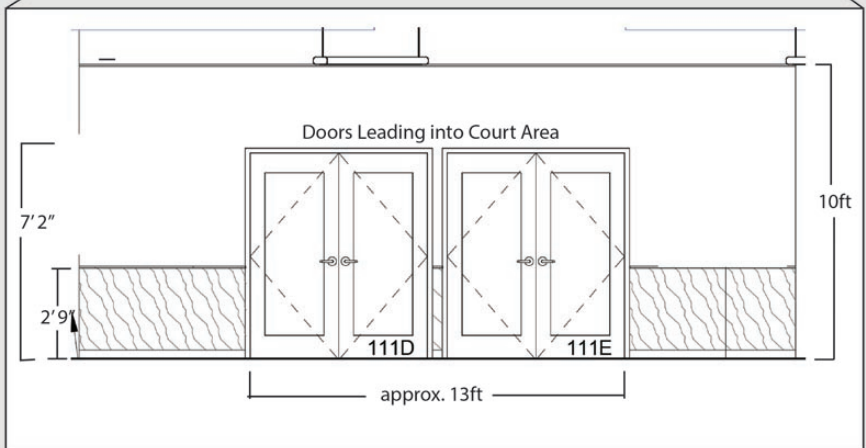 Doors Leading into Court Area
7'2"
10ft
2'9"
111D
111E
approx. 13ft